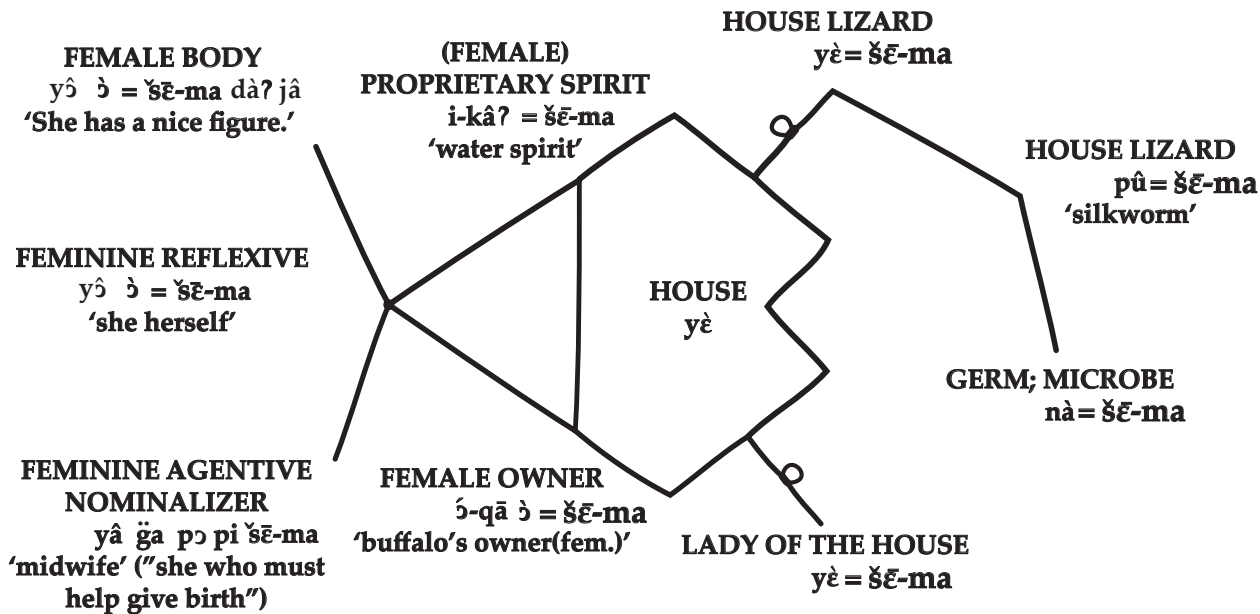 HOUSE LIZARD
yɛ̀= šɛ̄-ma
FEMALE BODY
yɔ̂ ɔ̀ = šɛ̄-ma dàʔ jâ
‘She has a nice figure.’
(FEMALE)
PROPRIETARY SPIRIT
i-kâʔ = šɛ̄-ma
‘water spirit’
HOUSE LIZARD
pû= šɛ̄-ma
‘silkworm’
FEMININE REFLEXIVE
yɔ̂ ɔ̀ = šɛ̄-ma
‘she herself’
HOUSE
yɛ̀
GERM; MICROBE
nà= šɛ̄-ma
FEMININE AGENTIVE
NOMINALIZER
yâ g̈a pɔ pi šɛ̄-ma
‘midwife’ (”she who must
help give birth”)
FEMALE OWNER
ɔ́-qā ɔ̀ = šɛ̄-ma
‘buffalo’s owner(fem.)’
LADY OF THE HOUSE
yɛ̀ = šɛ̄-ma